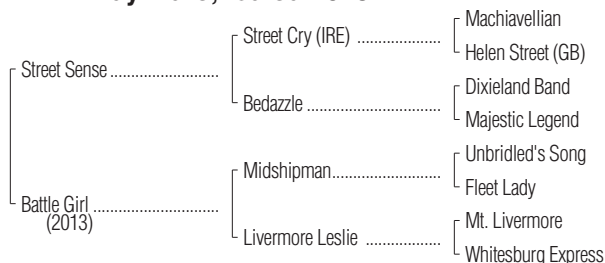 Machiavellian
Street Cry (IRE)
Helen Street (GB)
Street Sense
Dixieland Band
Bedazzle
Majestic Legend
Unbridled's Song
Midshipman
Fleet Lady
Battle Girl
(2013)
Mt. Livermore
Livermore Leslie
Whitesburg Express